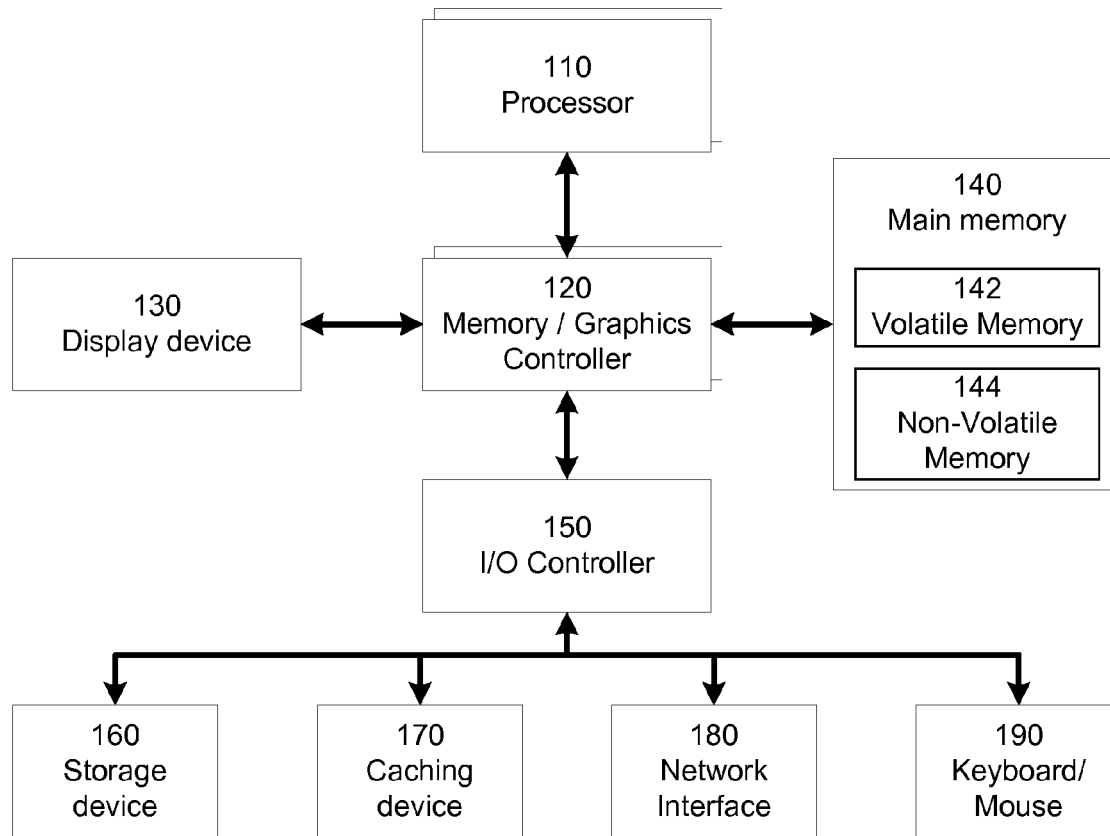 110
Processor
140
Main memory
142
Volatile Memory
144
Non-Volatile
Memory
130
Display device
120
Memory / Graphics
Controller
150
I/O Controller
160
Storage
device
170
Caching
device
180
Network
Interface
190
Keyboard/
Mouse